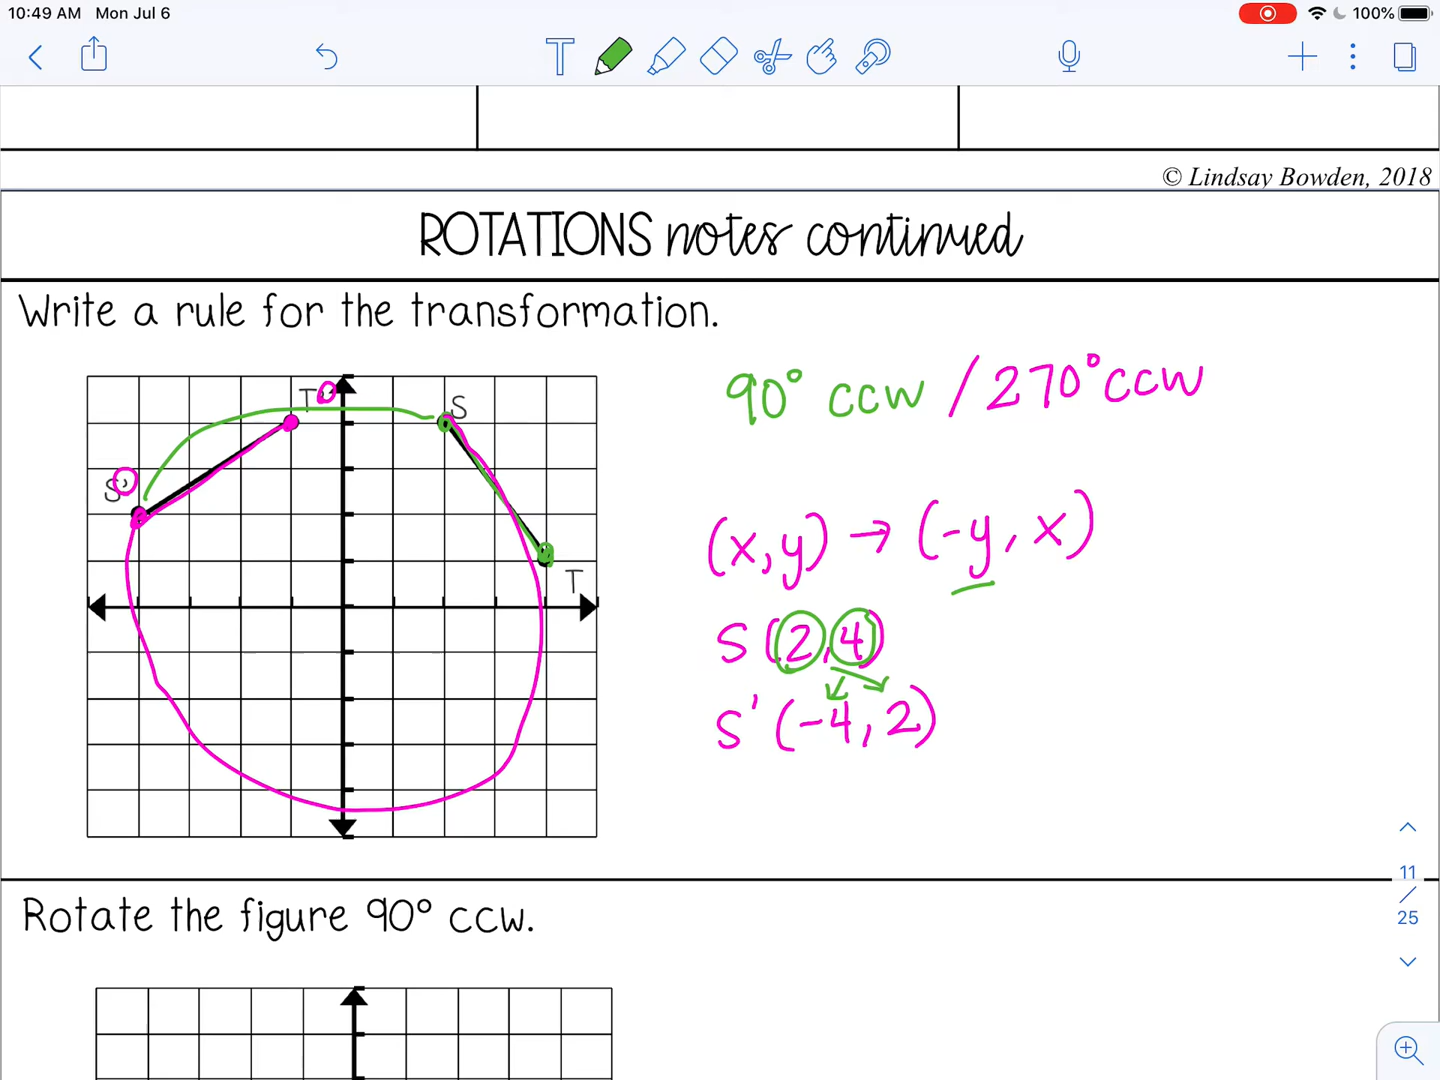 10:49 AM Mon Jul 6
100%
T
© Lindsay Bowden, 2018
ROTATIONS notes continued
Write a rule for the transformation.
90° ccw / 270° ccw
T'
S
S'
(x,y) → (-y, x)
T
S (2,4)
S' (-4, 2)
11
/
25
Rotate the figure 90° ccw.